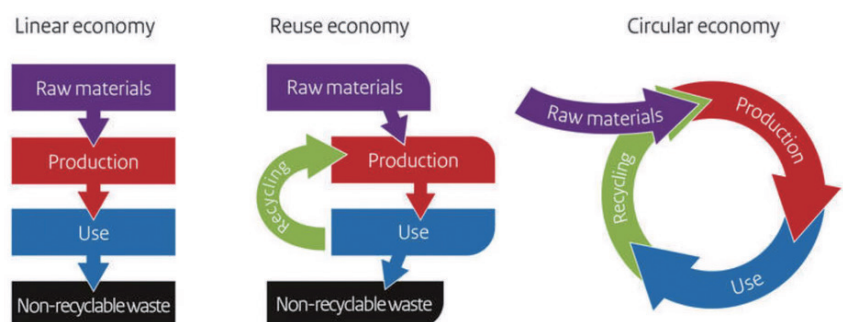 Linear economy
Raw materials
Production
Use
Non-recyclable waste
Reuse economy
Raw materials
Production
Recycling
Use
Non-recyclable waste
Circular economy
Raw materials
Production
Use
Recycling